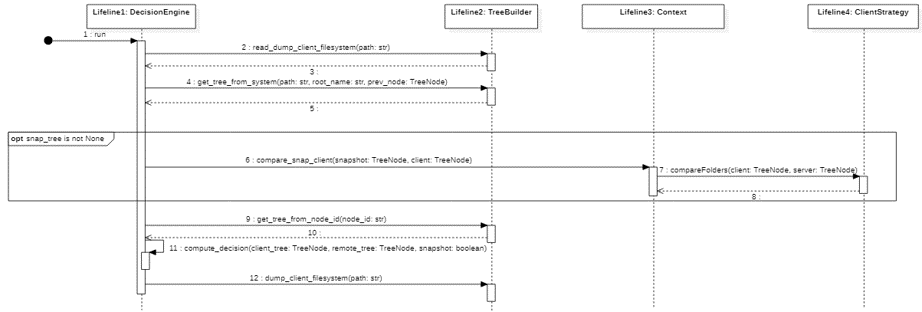 Lifeline1: DecisionEngine
Lifeline2: TreeBuilder
Lifeline3: Context
Lifeline4: ClientStrategy
1 : run
2 : read_dump_client_filesystem(path: str)
3 :
4 : get_tree_from_system(path: str, root_name: str, prev_node: TreeNode)
5 :
opt snap_tree is not None
6 : compare_snap_client(snapshot: TreeNode, client: TreeNode)
7 : compareFolders(client: TreeNode, server: TreeNode)
8 :
9 : get_tree_from_node_id(node_id: str)
10 :
11 : compute_decision(client_tree: TreeNode, remote_tree: TreeNode, snapshot: boolean)
12 : dump_client_filesystem(path: str)